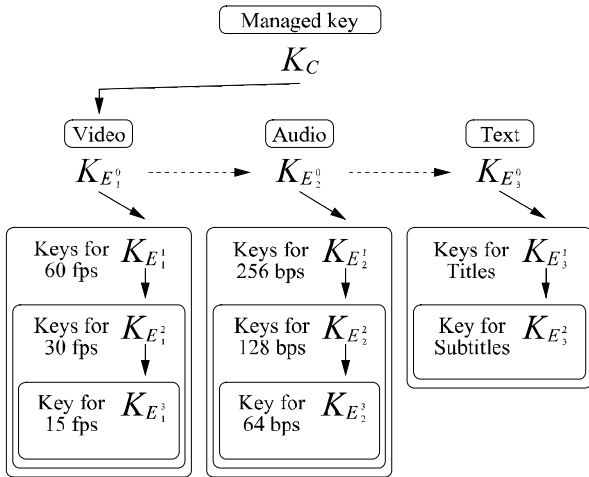 Managed key
K_C
Video Audio Text
K_{E_1^0} K_{E_2^0} K_{E_3^0}
Keys for 60 fps K_{E_1^1}
Keys for 30 fps K_{E_1^2}
Key for 15 fps K_{E_1^3}
Keys for 256 bps K_{E_2^1}
Keys for 128 bps K_{E_2^2}
Key for 64 bps K_{E_2^3}
Keys for Titles K_{E_3^1}
Key for Subtitles K_{E_3^2}